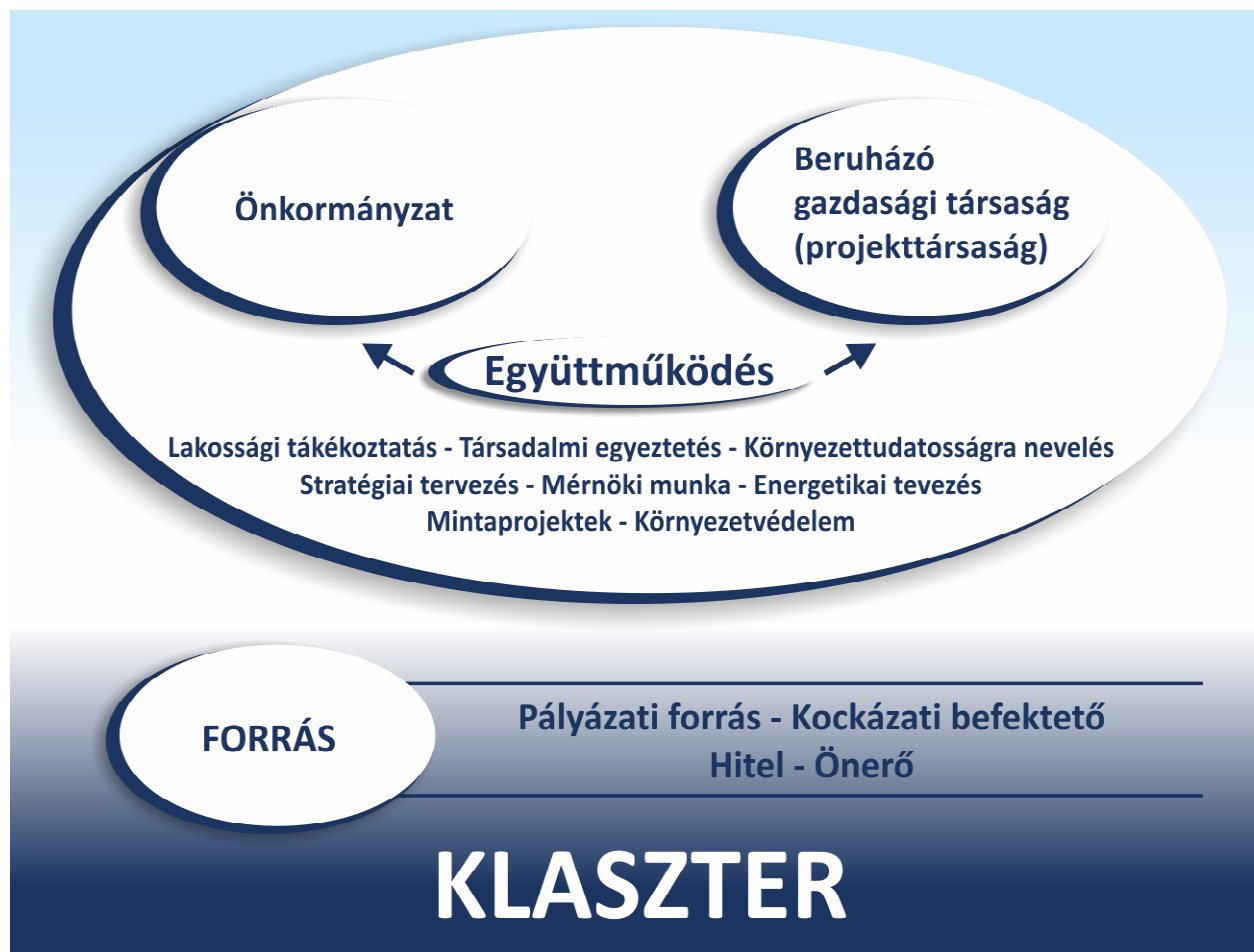 Önkormányzat
Beruházó
gazdasági társaság
(projekttársaság)
Együttműködés
Lakossági tákékoztatás - Társadalmi egyeztetés - Környezettudatosságra nevelés
Stratégiai tervezés - Mérnöki munka - Energetikai tevezés
Mintaprojektek - Környezetvédelem
FORRÁS
Pályázati forrás - Kockázati befektető
Hitel - Önerő
KLASZTER